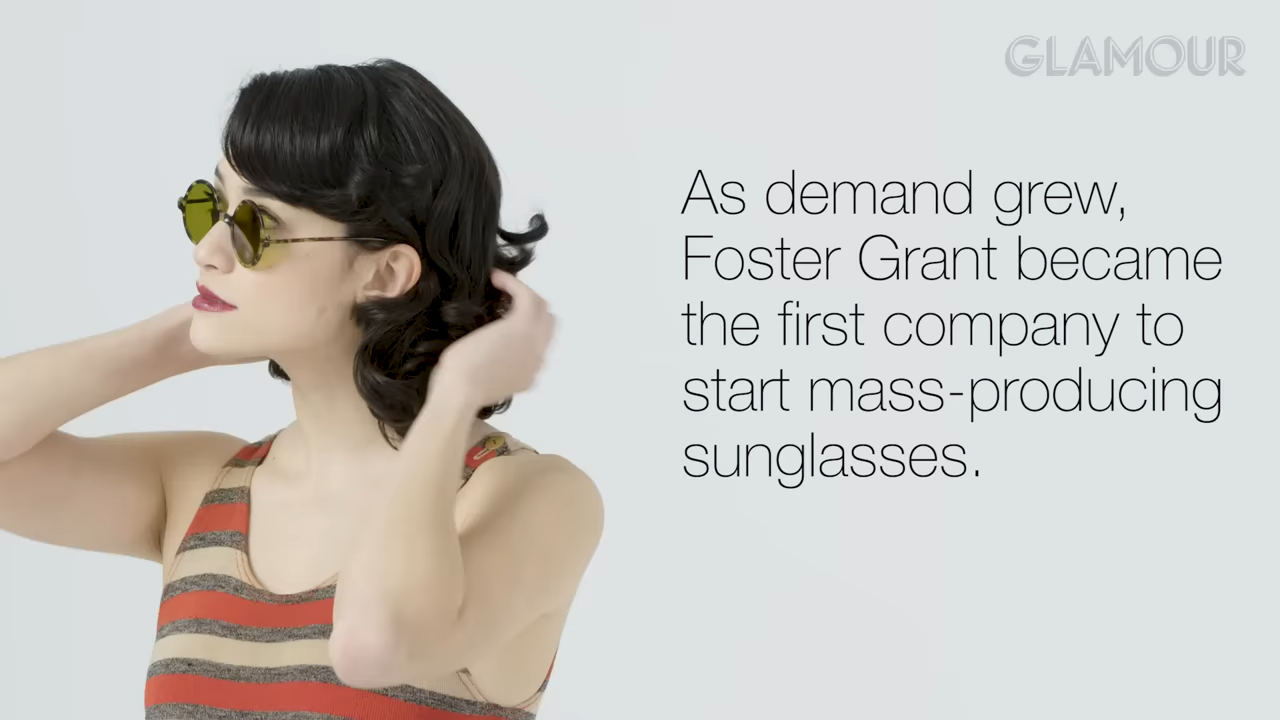 GLAMOUR
As demand grew,
Foster Grant became
the first company to
start mass-producing
sunglasses.